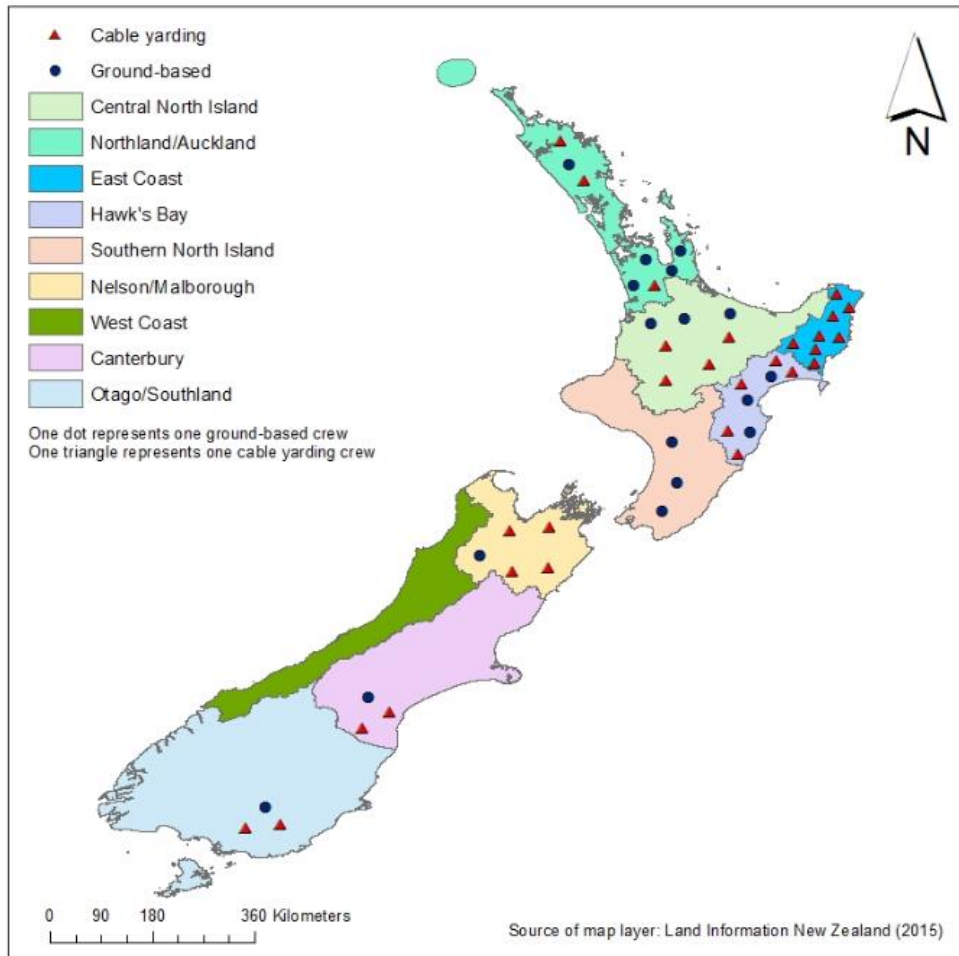 Cable yarding
Ground-based
Central North Island
Northland/Auckland
East Coast
Hawk's Bay
Southern North Island
Nelson/Malborough
West Coast
Canterbury
Otago/Southland
One dot represents one ground-based crew
One triangle represents one cable yarding crew
N
0 90 180 360 Kilometers
Source of map layer: Land Information New Zealand (2015)